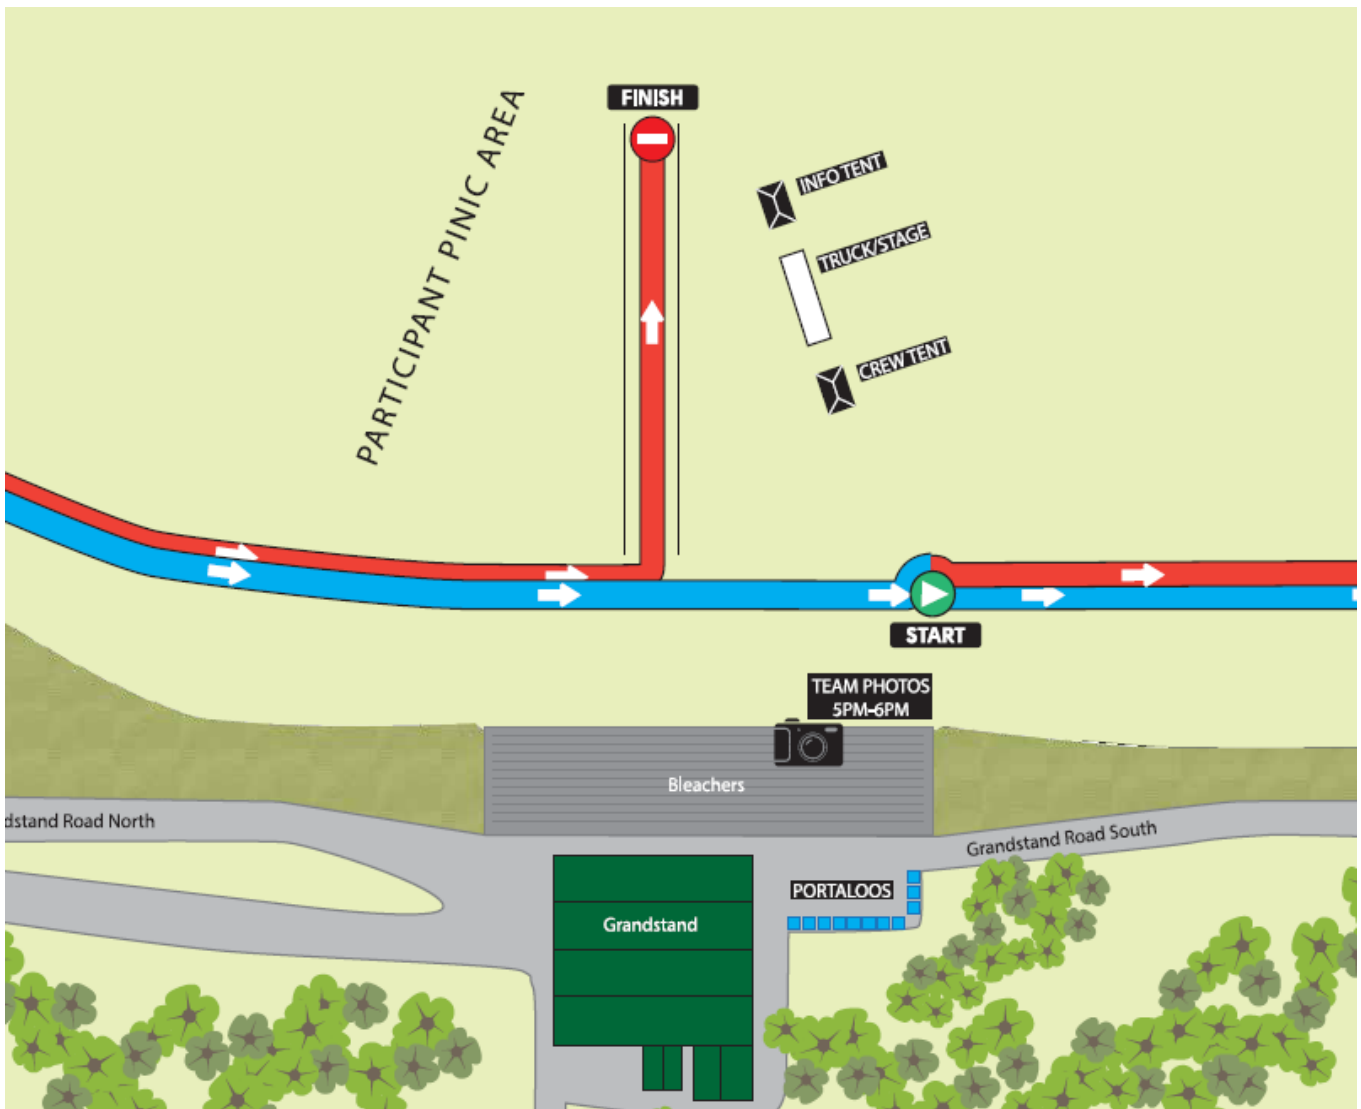 FINISH
PARTICIPANT PINIC AREA
INFO TENT
TRUCK/STAGE
CREW TENT
START
TEAM PHOTOS
5PM-6PM
Bleachers
dstand Road North
Grandstand Road South
PORTALOOS
Grandstand